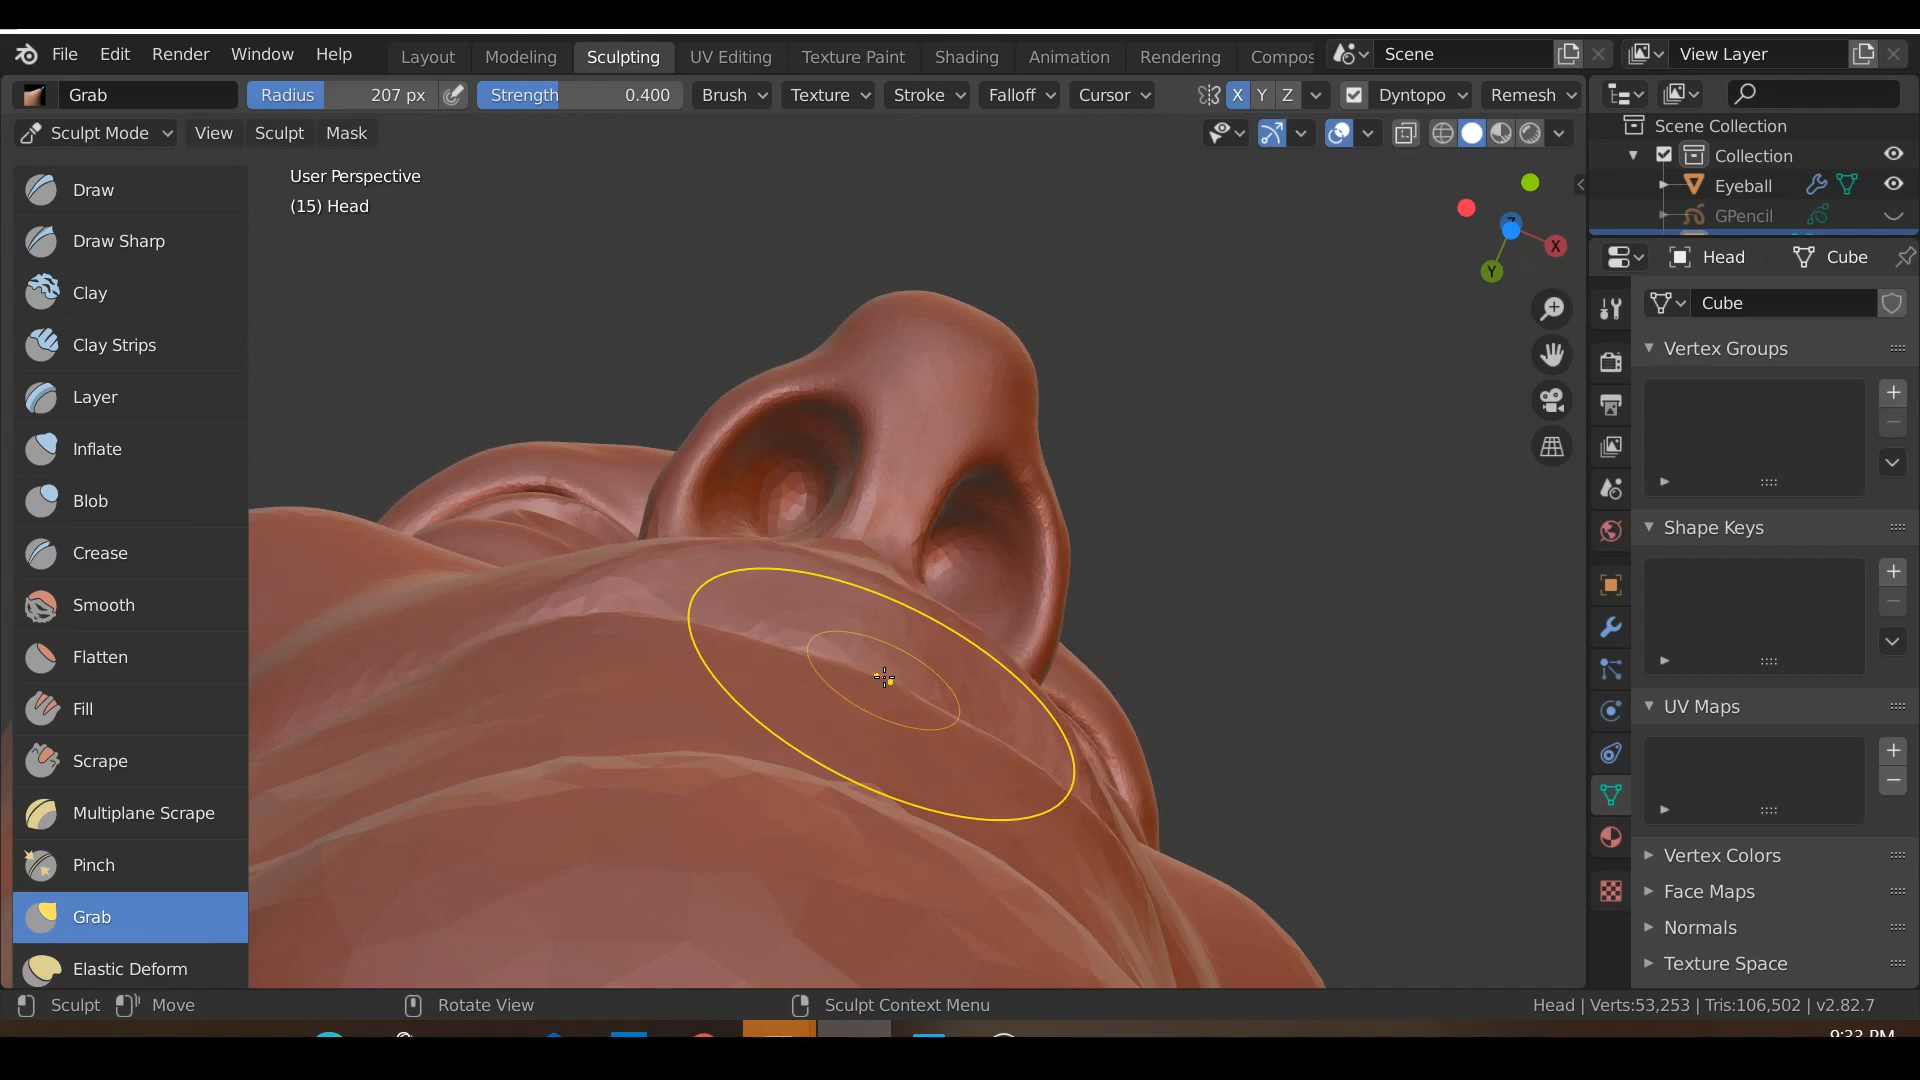 File Edit Render Window Help Layout Modeling Sculpting UV Editing Texture Paint Shading Animation Rendering Compos Scene View Layer
Grab Radius 207 px Strength 0.400 Brush Texture Stroke Falloff Cursor X Y Z Dyntopo Remesh
Sculpt Mode View Sculpt Mask
Scene Collection
Collection
Eyeball
GPencil
User Perspective
(15) Head
X
Y
Z
Draw
Draw Sharp
Clay
Clay Strips
Layer
Inflate
Blob
Crease
Smooth
Flatten
Fill
Scrape
Multiplane Scrape
Pinch
Grab
Elastic Deform
Head Cube
Cube
Vertex Groups
Shape Keys
UV Maps
Vertex Colors
Face Maps
Normals
Texture Space
Sculpt Move Rotate View Sculpt Context Menu Head | Verts:53,253 | Tris:106,502 | v2.82.7
9:33 PM